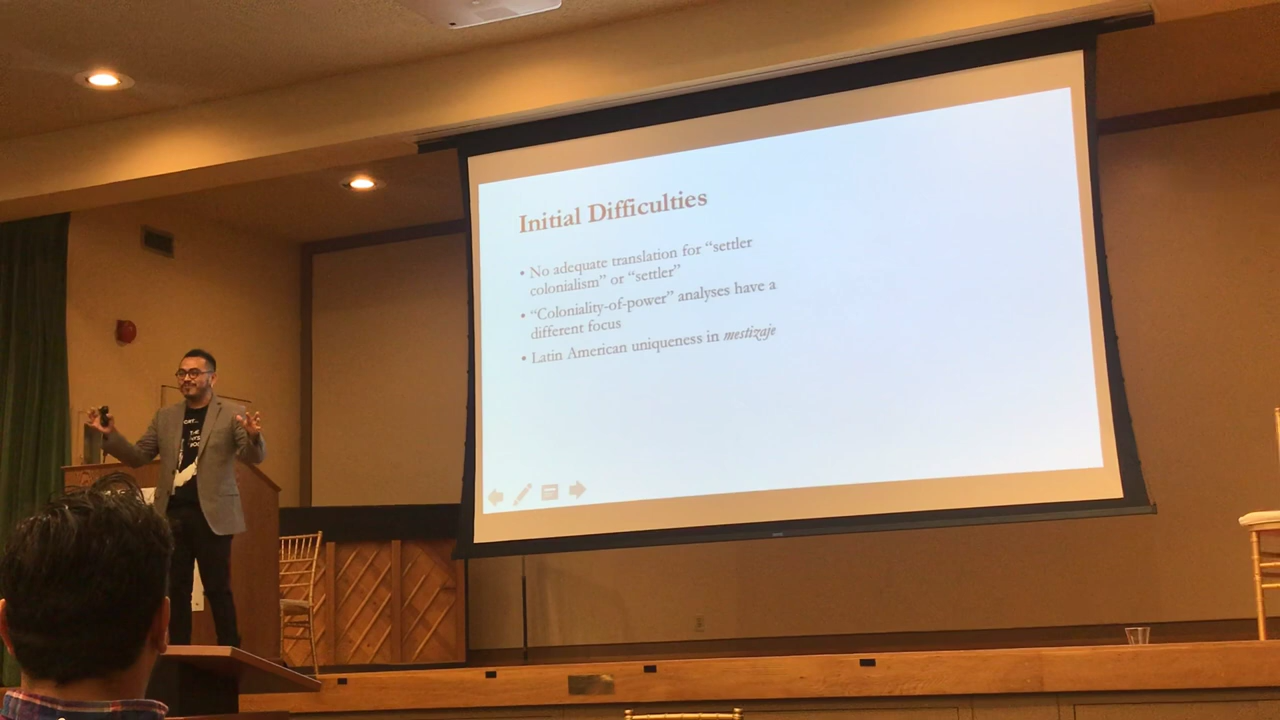 Initial Difficulties
• No adequate translation for “settler
colonialism” or “settler”
• “Coloniality-of-power” analyses have a
different focus
• Latin American uniqueness in mestizaje